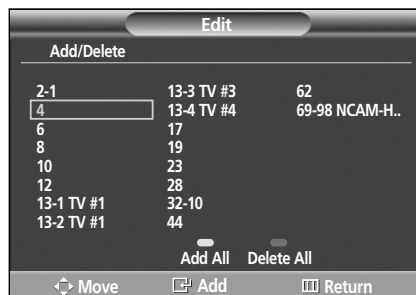 Edit
Add/Delete
2-1 13-3 TV #3 62
4 13-4 TV #4 69-98 NCAM-H..
6 17
8 19
10 23
12 28
13-1 TV #1 32-10
13-2 TV #1 44
Add All Delete All
Move Add Return